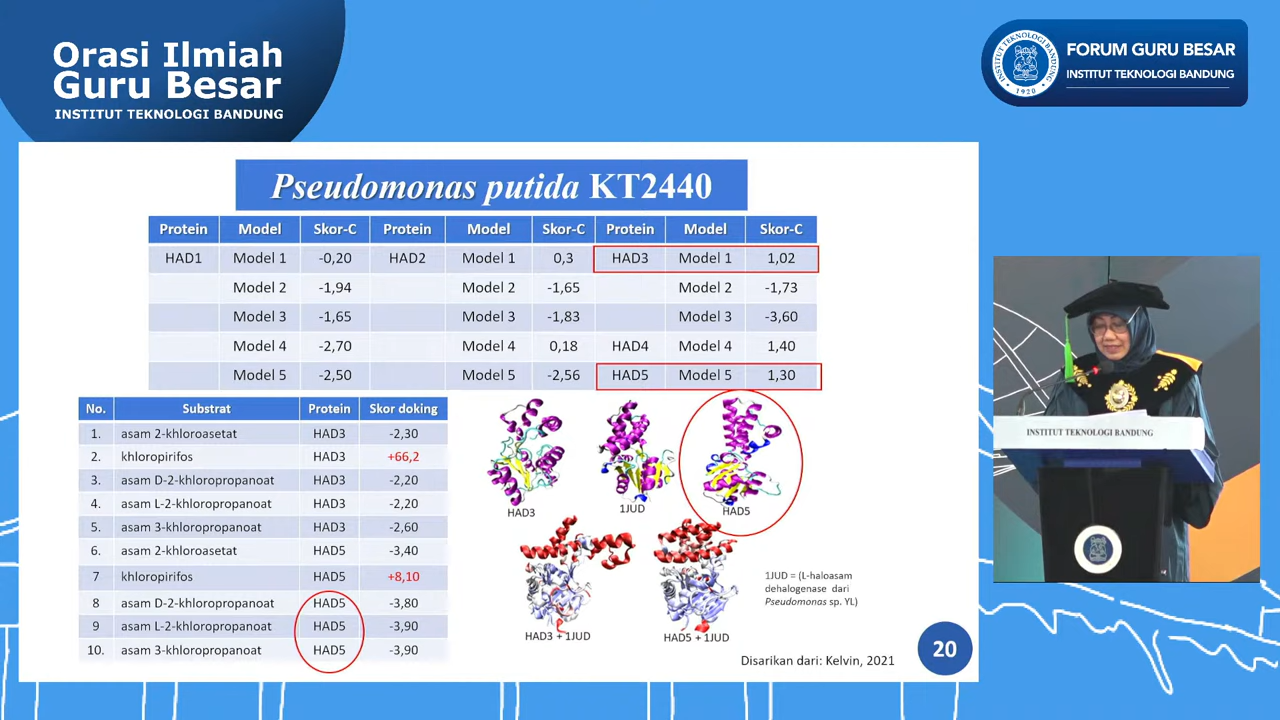 Orasi Ilmiah
Guru Besar
INSTITUT TEKNOLOGI BANDUNG
INSTITUT TEKNOLOGI BANDUNG
1920
FORUM GURU BESAR
INSTITUT TEKNOLOGI BANDUNG
Pseudomonas putida KT2440
Protein Model Skor-C Protein Model Skor-C Protein Model Skor-C
HAD1 Model 1 -0,20 HAD2 Model 1 0,3 HAD3 Model 1 1,02
Model 2 -1,94 Model 2 -1,65 Model 2 -1,73
Model 3 -1,65 Model 3 -1,83 Model 3 -3,60
Model 4 -2,70 Model 4 0,18 HAD4 Model 4 1,40
Model 5 -2,50 Model 5 -2,56 HAD5 Model 5 1,30
No. Substrat Protein Skor doking
1. asam 2-khloroasetat HAD3 -2,30
2. khloropirifos HAD3 +66,2
3. asam D-2-khloropropanoat HAD3 -2,20
4. asam L-2-khloropropanoat HAD3 -2,20
5. asam 3-khloropropanoat HAD3 -2,60
6. asam 2-khloroasetat HAD5 -3,40
7 khloropirifos HAD5 +8,10
8 asam D-2-khloropropanoat HAD5 -3,80
9 asam L-2-khloropropanoat HAD5 -3,90
10. asam 3-khloropropanoat HAD5 -3,90
HAD3
1JUD
HAD5
HAD3 + 1JUD
HAD5 + 1JUD
1JUD = (L-haloasam
dehalogenase dari
Pseudomonas sp. YL)
Disarikan dari: Kelvin, 2021
20
INSTITUT TEKNOLOGI BANDUNG